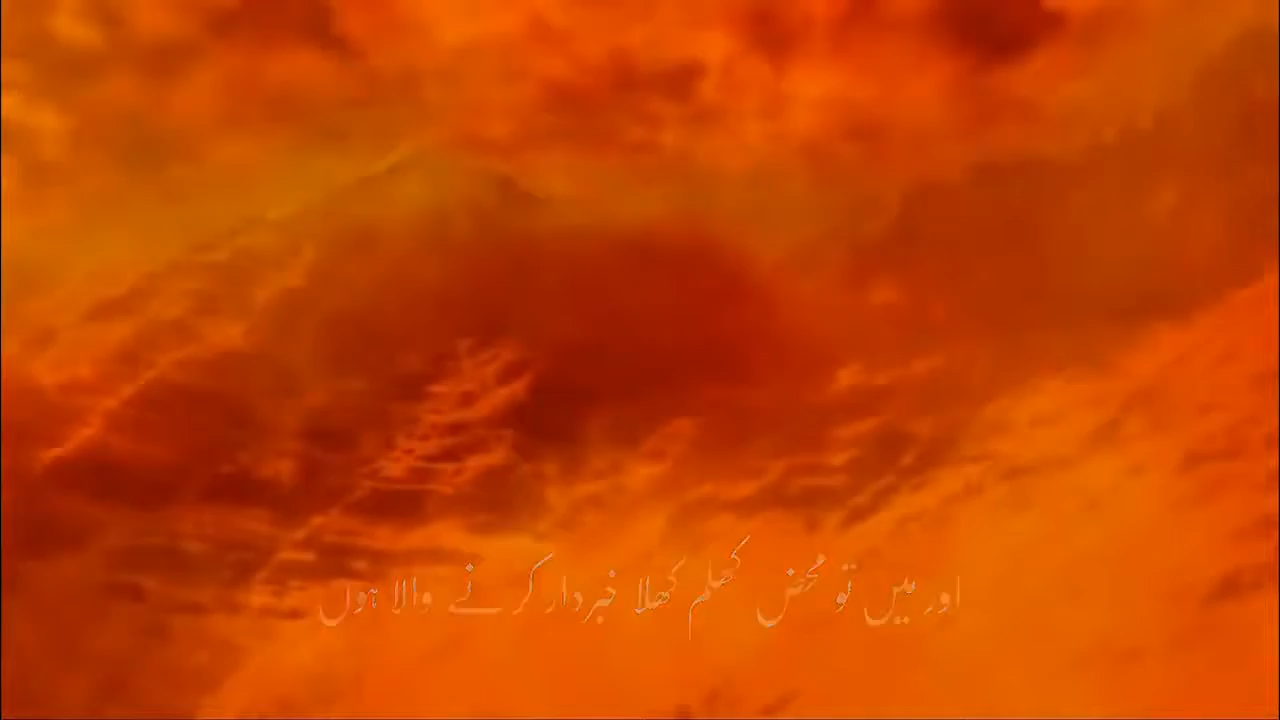 اور میں تو محض کھلم کھلا خبردار کرنے والا ہوں